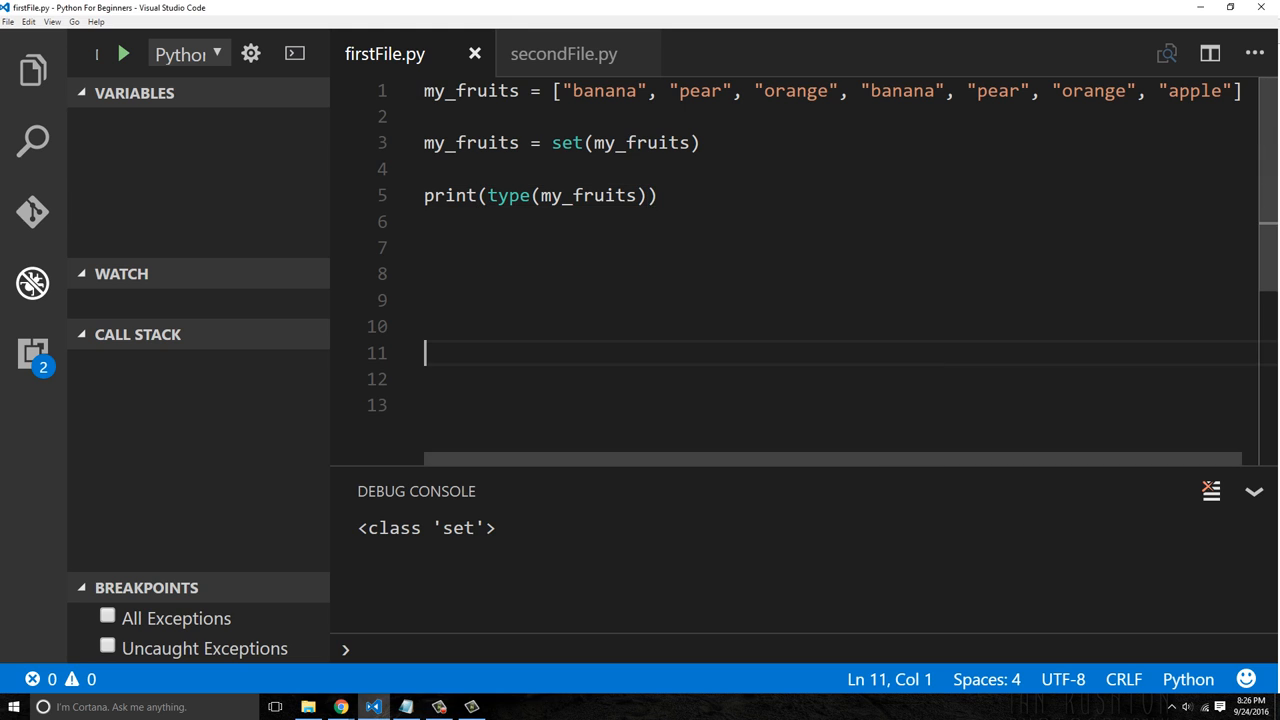 firstFile.py - Python For Beginners - Visual Studio Code
File Edit View Go Help
firstFile.py secondFile.py
VARIABLES
WATCH
CALL STACK
2
BREAKPOINTS
All Exceptions
Uncaught Exceptions
1 my_fruits = ["banana", "pear", "orange", "banana", "pear", "orange", "apple"]
2
3 my_fruits = set(my_fruits)
4
5 print(type(my_fruits))
6
7
8
9
10
11
12
13
DEBUG CONSOLE
<class 'set'>
0 0 Ln 11, Col 1 Spaces: 4 UTF-8 CRLF Python
I'm Cortana. Ask me anything.
8:26 PM
9/24/2016